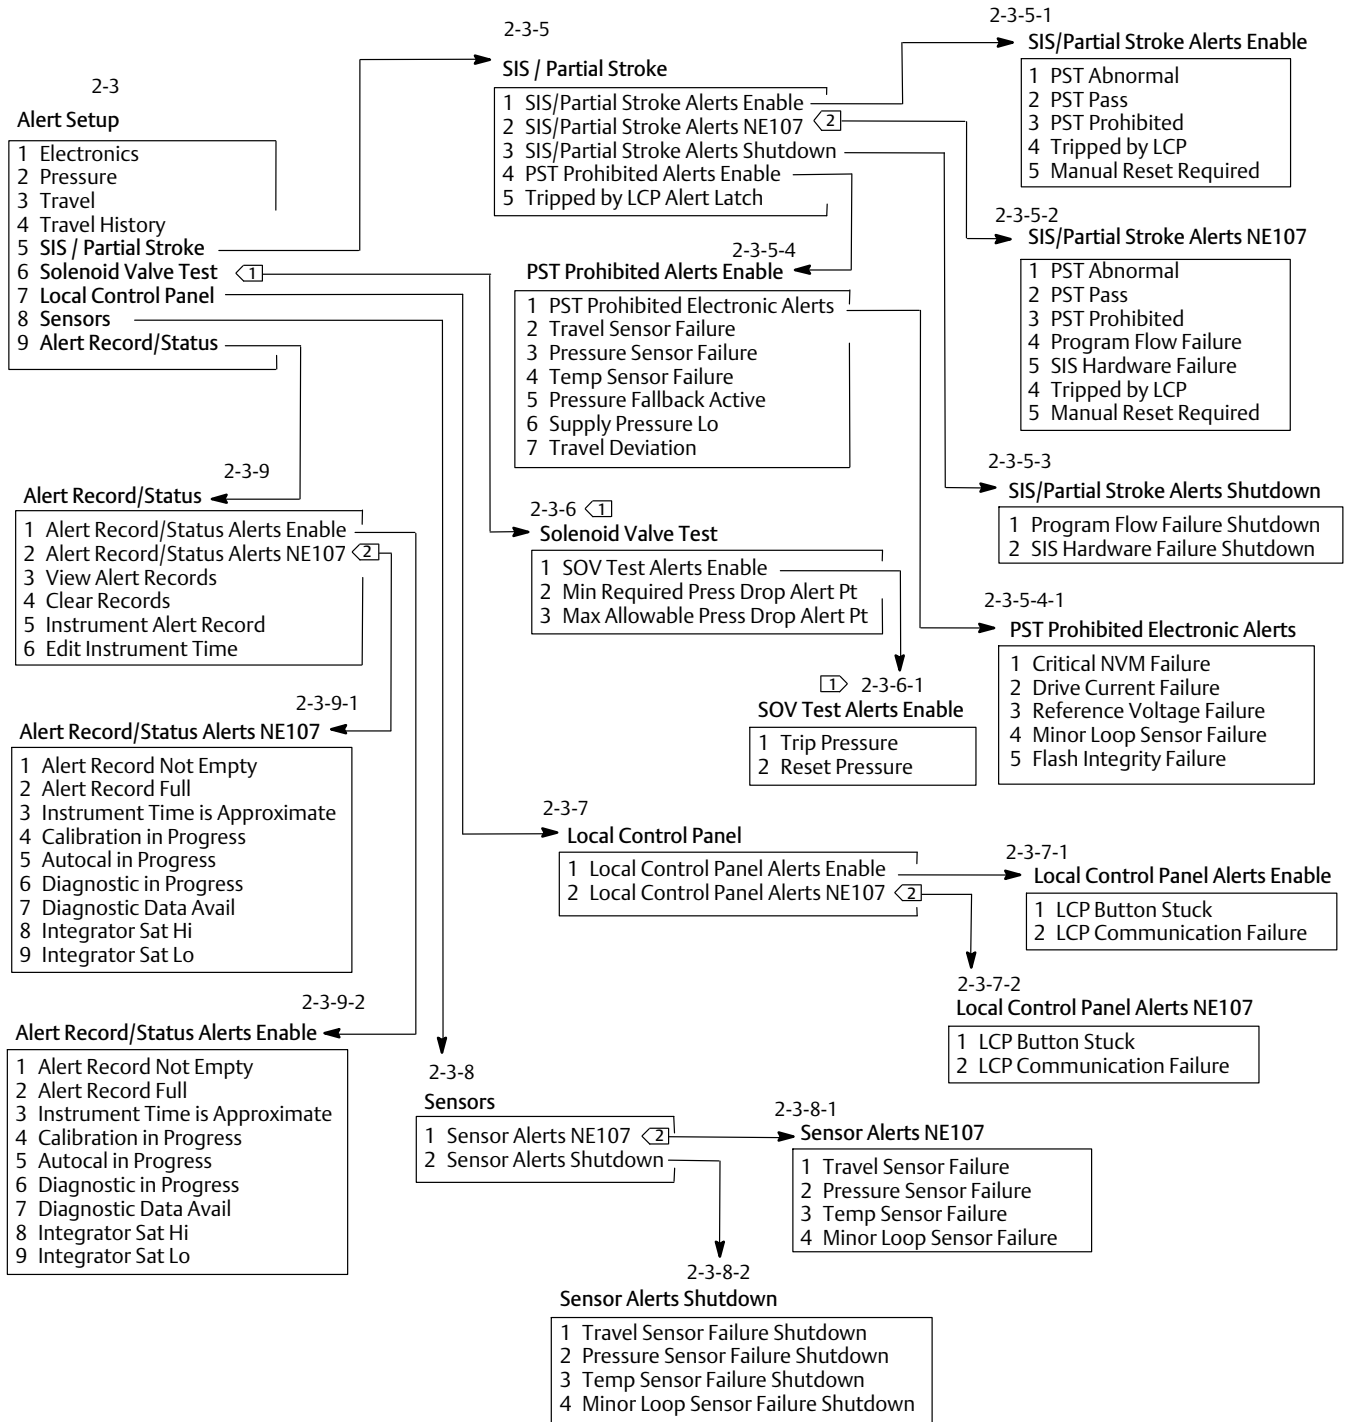 2-3
Alert Setup
1 Electronics
2 Pressure
3 Travel
4 Travel History
5 SIS / Partial Stroke
6 Solenoid Valve Test 1
7 Local Control Panel
8 Sensors
9 Alert Record/Status
2-3-5
SIS / Partial Stroke
1 SIS/Partial Stroke Alerts Enable
2 SIS/Partial Stroke Alerts NE107 2
3 SIS/Partial Stroke Alerts Shutdown
4 PST Prohibited Alerts Enable
5 Tripped by LCP Alert Latch
2-3-5-1
SIS/Partial Stroke Alerts Enable
1 PST Abnormal
2 PST Pass
3 PST Prohibited
4 Tripped by LCP
5 Manual Reset Required
2-3-5-2
SIS/Partial Stroke Alerts NE107
1 PST Abnormal
2 PST Pass
3 PST Prohibited
4 Program Flow Failure
5 SIS Hardware Failure
4 Tripped by LCP
5 Manual Reset Required
2-3-5-4
PST Prohibited Alerts Enable
1 PST Prohibited Electronic Alerts
2 Travel Sensor Failure
3 Pressure Sensor Failure
4 Temp Sensor Failure
5 Pressure Fallback Active
6 Supply Pressure Lo
7 Travel Deviation
2-3-5-3
SIS/Partial Stroke Alerts Shutdown
1 Program Flow Failure Shutdown
2 SIS Hardware Failure Shutdown
2-3-9
Alert Record/Status
1 Alert Record/Status Alerts Enable
2 Alert Record/Status Alerts NE107 2
3 View Alert Records
4 Clear Records
5 Instrument Alert Record
6 Edit Instrument Time
2-3-6 1
Solenoid Valve Test
1 SOV Test Alerts Enable
2 Min Required Press Drop Alert Pt
3 Max Allowable Press Drop Alert Pt
2-3-5-4-1
PST Prohibited Electronic Alerts
1 Critical NVM Failure
2 Drive Current Failure
3 Reference Voltage Failure
4 Minor Loop Sensor Failure
5 Flash Integrity Failure
1 2-3-6-1
SOV Test Alerts Enable
1 Trip Pressure
2 Reset Pressure
2-3-9-1
Alert Record/Status Alerts NE107
1 Alert Record Not Empty
2 Alert Record Full
3 Instrument Time is Approximate
4 Calibration in Progress
5 Autocal in Progress
6 Diagnostic in Progress
7 Diagnostic Data Avail
8 Integrator Sat Hi
9 Integrator Sat Lo
2-3-7
Local Control Panel
1 Local Control Panel Alerts Enable
2 Local Control Panel Alerts NE107 2
2-3-7-1
Local Control Panel Alerts Enable
1 LCP Button Stuck
2 LCP Communication Failure
2-3-7-2
Local Control Panel Alerts NE107
1 LCP Button Stuck
2 LCP Communication Failure
2-3-9-2
Alert Record/Status Alerts Enable
1 Alert Record Not Empty
2 Alert Record Full
3 Instrument Time is Approximate
4 Calibration in Progress
5 Autocal in Progress
6 Diagnostic in Progress
7 Diagnostic Data Avail
8 Integrator Sat Hi
9 Integrator Sat Lo
2-3-8
Sensors
1 Sensor Alerts NE107 2
2 Sensor Alerts Shutdown
2-3-8-1
Sensor Alerts NE107
1 Travel Sensor Failure
2 Pressure Sensor Failure
3 Temp Sensor Failure
4 Minor Loop Sensor Failure
2-3-8-2
Sensor Alerts Shutdown
1 Travel Sensor Failure Shutdown
2 Pressure Sensor Failure Shutdown
3 Temp Sensor Failure Shutdown
4 Minor Loop Sensor Failure Shutdown